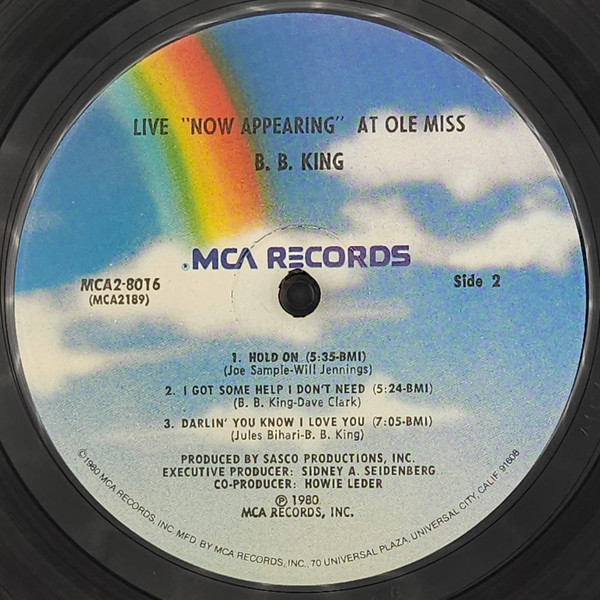 LIVE "NOW APPEARING" AT OLE MISS
B. B. KING
MCA RECORDS
MCA2-8016
(MCA2189)
Side 2
1. HOLD ON (5:35-BMI)
(Joe Sample-Will Jennings)
2. I GOT SOME HELP I DON'T NEED (5:24-BMI)
(B. B. King-Dave Clark)
3. DARLIN' YOU KNOW I LOVE YOU (7:05-BMI)
(Jules Bihari-B. B. King)
PRODUCED BY SASCO PRODUCTIONS, INC.
EXECUTIVE PRODUCER: SIDNEY A. SEIDENBERG
CO-PRODUCER: HOWIE LEDER
℗ 1980
MCA RECORDS, INC.
©1980 MCA RECORDS, INC. MFD. BY MCA RECORDS, INC., 70 UNIVERSAL PLAZA, UNIVERSAL CITY, CALIF. 91608